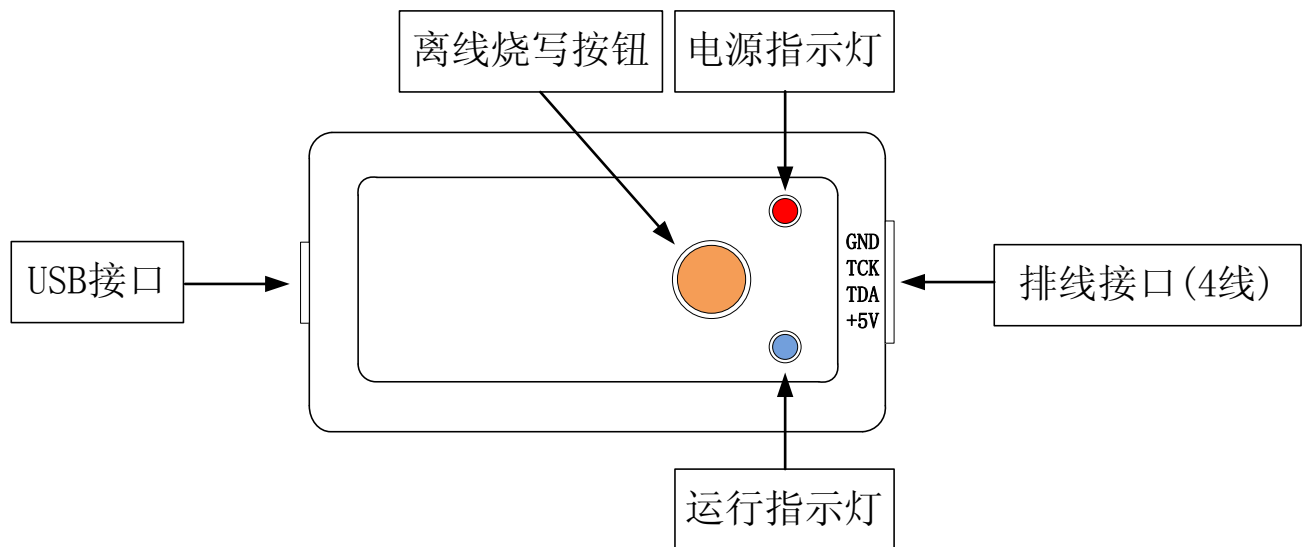 离线烧写按钮
电源指示灯
USB接口
GND
TCK
TDA
+5V
排线接口(4线)
运行指示灯